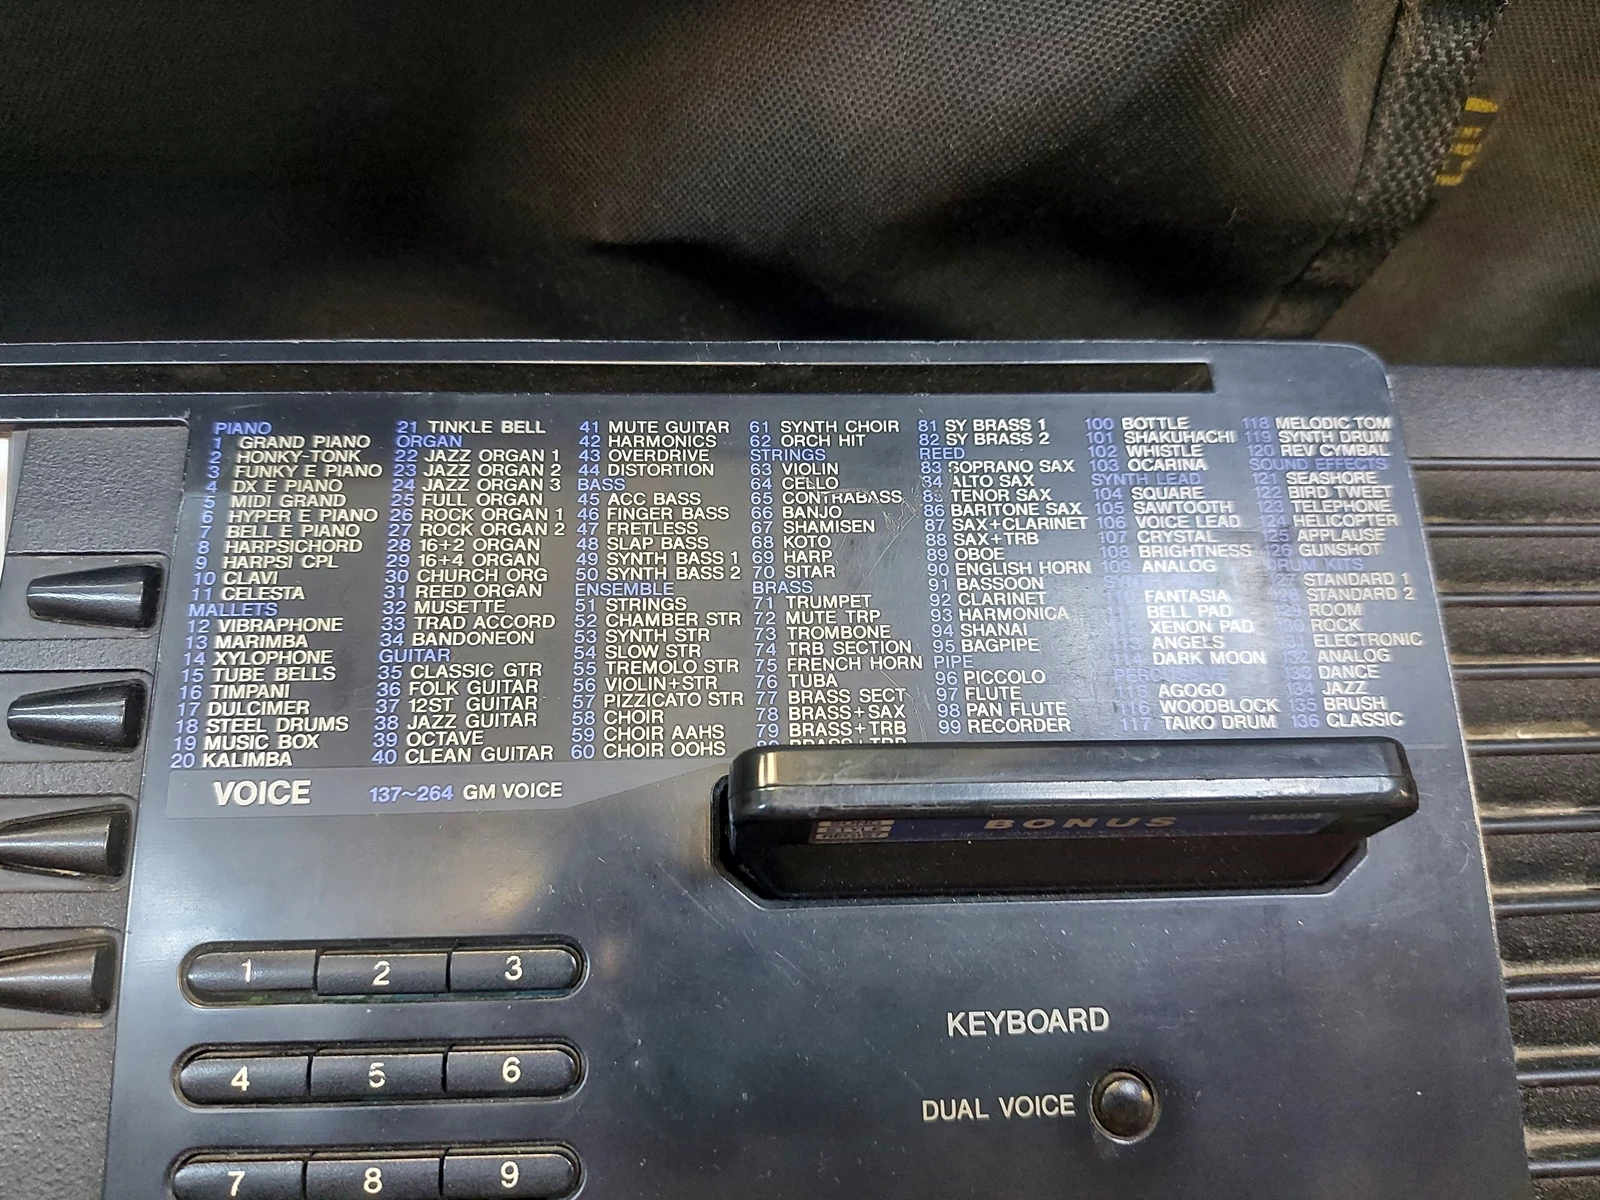 PIANO
1 GRAND PIANO
2 HONKY-TONK
3 FUNKY E PIANO
4 DX E PIANO
5 MIDI GRAND
6 HYPER E PIANO
7 BELL E PIANO
8 HARPSICHORD
9 HARPSI CPL
10 CLAVI
11 CELESTA
MALLETS
12 VIBRAPHONE
13 MARIMBA
14 XYLOPHONE
15 TUBE BELLS
16 TIMPANI
17 DULCIMER
18 STEEL DRUMS
19 MUSIC BOX
20 KALIMBA
21 TINKLE BELL
ORGAN
22 JAZZ ORGAN 1
23 JAZZ ORGAN 2
24 JAZZ ORGAN 3
25 FULL ORGAN
26 ROCK ORGAN 1
27 ROCK ORGAN 2
28 16+2 ORGAN
29 16+4 ORGAN
30 CHURCH ORG
31 REED ORGAN
32 MUSETTE
33 TRAD ACCORD
34 BANDONEON
GUITAR
35 CLASSIC GTR
36 FOLK GUITAR
37 12ST GUITAR
38 JAZZ GUITAR
39 OCTAVE
40 CLEAN GUITAR
41 MUTE GUITAR
42 HARMONICS
43 OVERDRIVE
44 DISTORTION
BASS
45 ACC BASS
46 FINGER BASS
47 FRETLESS
48 SLAP BASS
49 SYNTH BASS 1
50 SYNTH BASS 2
ENSEMBLE
51 STRINGS
52 CHAMBER STR
53 SYNTH STR
54 SLOW STR
55 TREMOLO STR
56 VIOLIN+STR
57 PIZZICATO STR
58 CHOIR
59 CHOIR AAHS
60 CHOIR OOHS
61 SYNTH CHOIR
62 ORCH HIT
STRINGS
63 VIOLIN
64 CELLO
65 CONTRABASS
66 BANJO
67 SHAMISEN
68 KOTO
69 HARP
70 SITAR
BRASS
71 TRUMPET
72 MUTE TRP
73 TROMBONE
74 TRB SECTION
75 FRENCH HORN
76 TUBA
77 BRASS SECT
78 BRASS+SAX
79 BRASS+TRB
80 BRASS+TRP
81 SY BRASS 1
82 SY BRASS 2
REED
83 SOPRANO SAX
84 ALTO SAX
85 TENOR SAX
86 BARITONE SAX
87 SAX+CLARINET
88 SAX+TRB
89 OBOE
90 ENGLISH HORN
91 BASSOON
92 CLARINET
93 HARMONICA
94 SHANAI
95 BAGPIPE
PIPE
96 PICCOLO
97 FLUTE
98 PAN FLUTE
99 RECORDER
100 BOTTLE
101 SHAKUHACHI
102 WHISTLE
103 OCARINA
SYNTH LEAD
104 SQUARE
105 SAWTOOTH
106 VOICE LEAD
107 CRYSTAL
108 BRIGHTNESS
109 ANALOG
FANTASIA
BELL PAD
XENON PAD
ANGELS
DARK MOON
115 AGOGO
116 WOODBLOCK
117 TAIKO DRUM
118 MELODIC TOM
119 SYNTH DRUM
120 REV CYMBAL
SOUND EFFECTS
121 SEASHORE
122 BIRD TWEET
123 TELEPHONE
124 HELICOPTER
125 APPLAUSE
126 GUNSHOT
DRUM KITS
127 STANDARD 1
128 STANDARD 2
129 ROOM
130 ROCK
131 ELECTRONIC
132 ANALOG
133 DANCE
134 JAZZ
135 BRUSH
136 CLASSIC
VOICE 137~264 GM VOICE
BONUS
1 2 3
4 5 6
7 8 9
KEYBOARD
DUAL VOICE